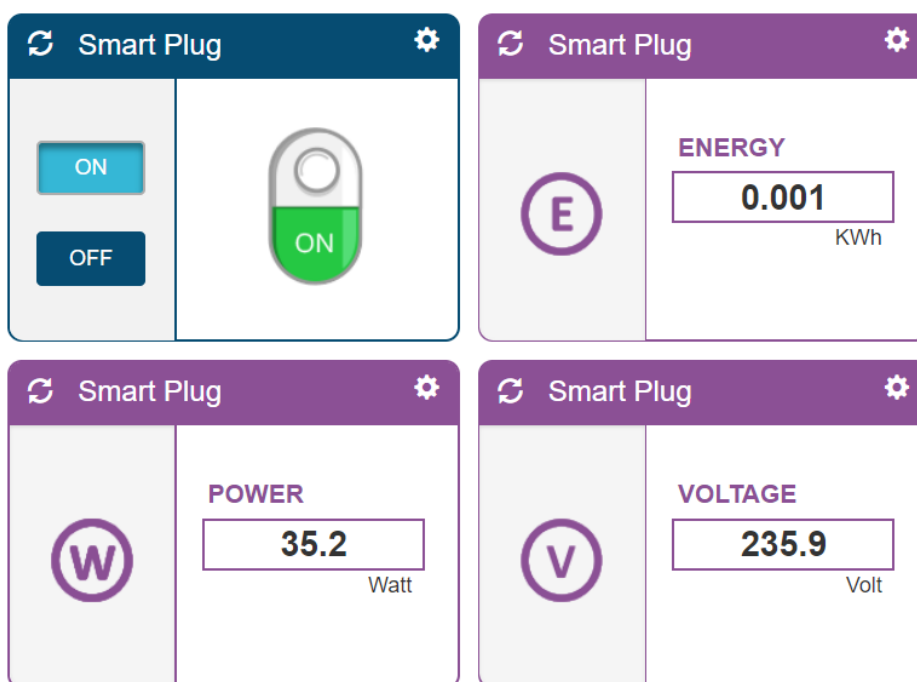 Smart Plug
ON
OFF
ON
Smart Plug
E
ENERGY
0.001
KWh
Smart Plug
W
POWER
35.2
Watt
Smart Plug
V
VOLTAGE
235.9
Volt